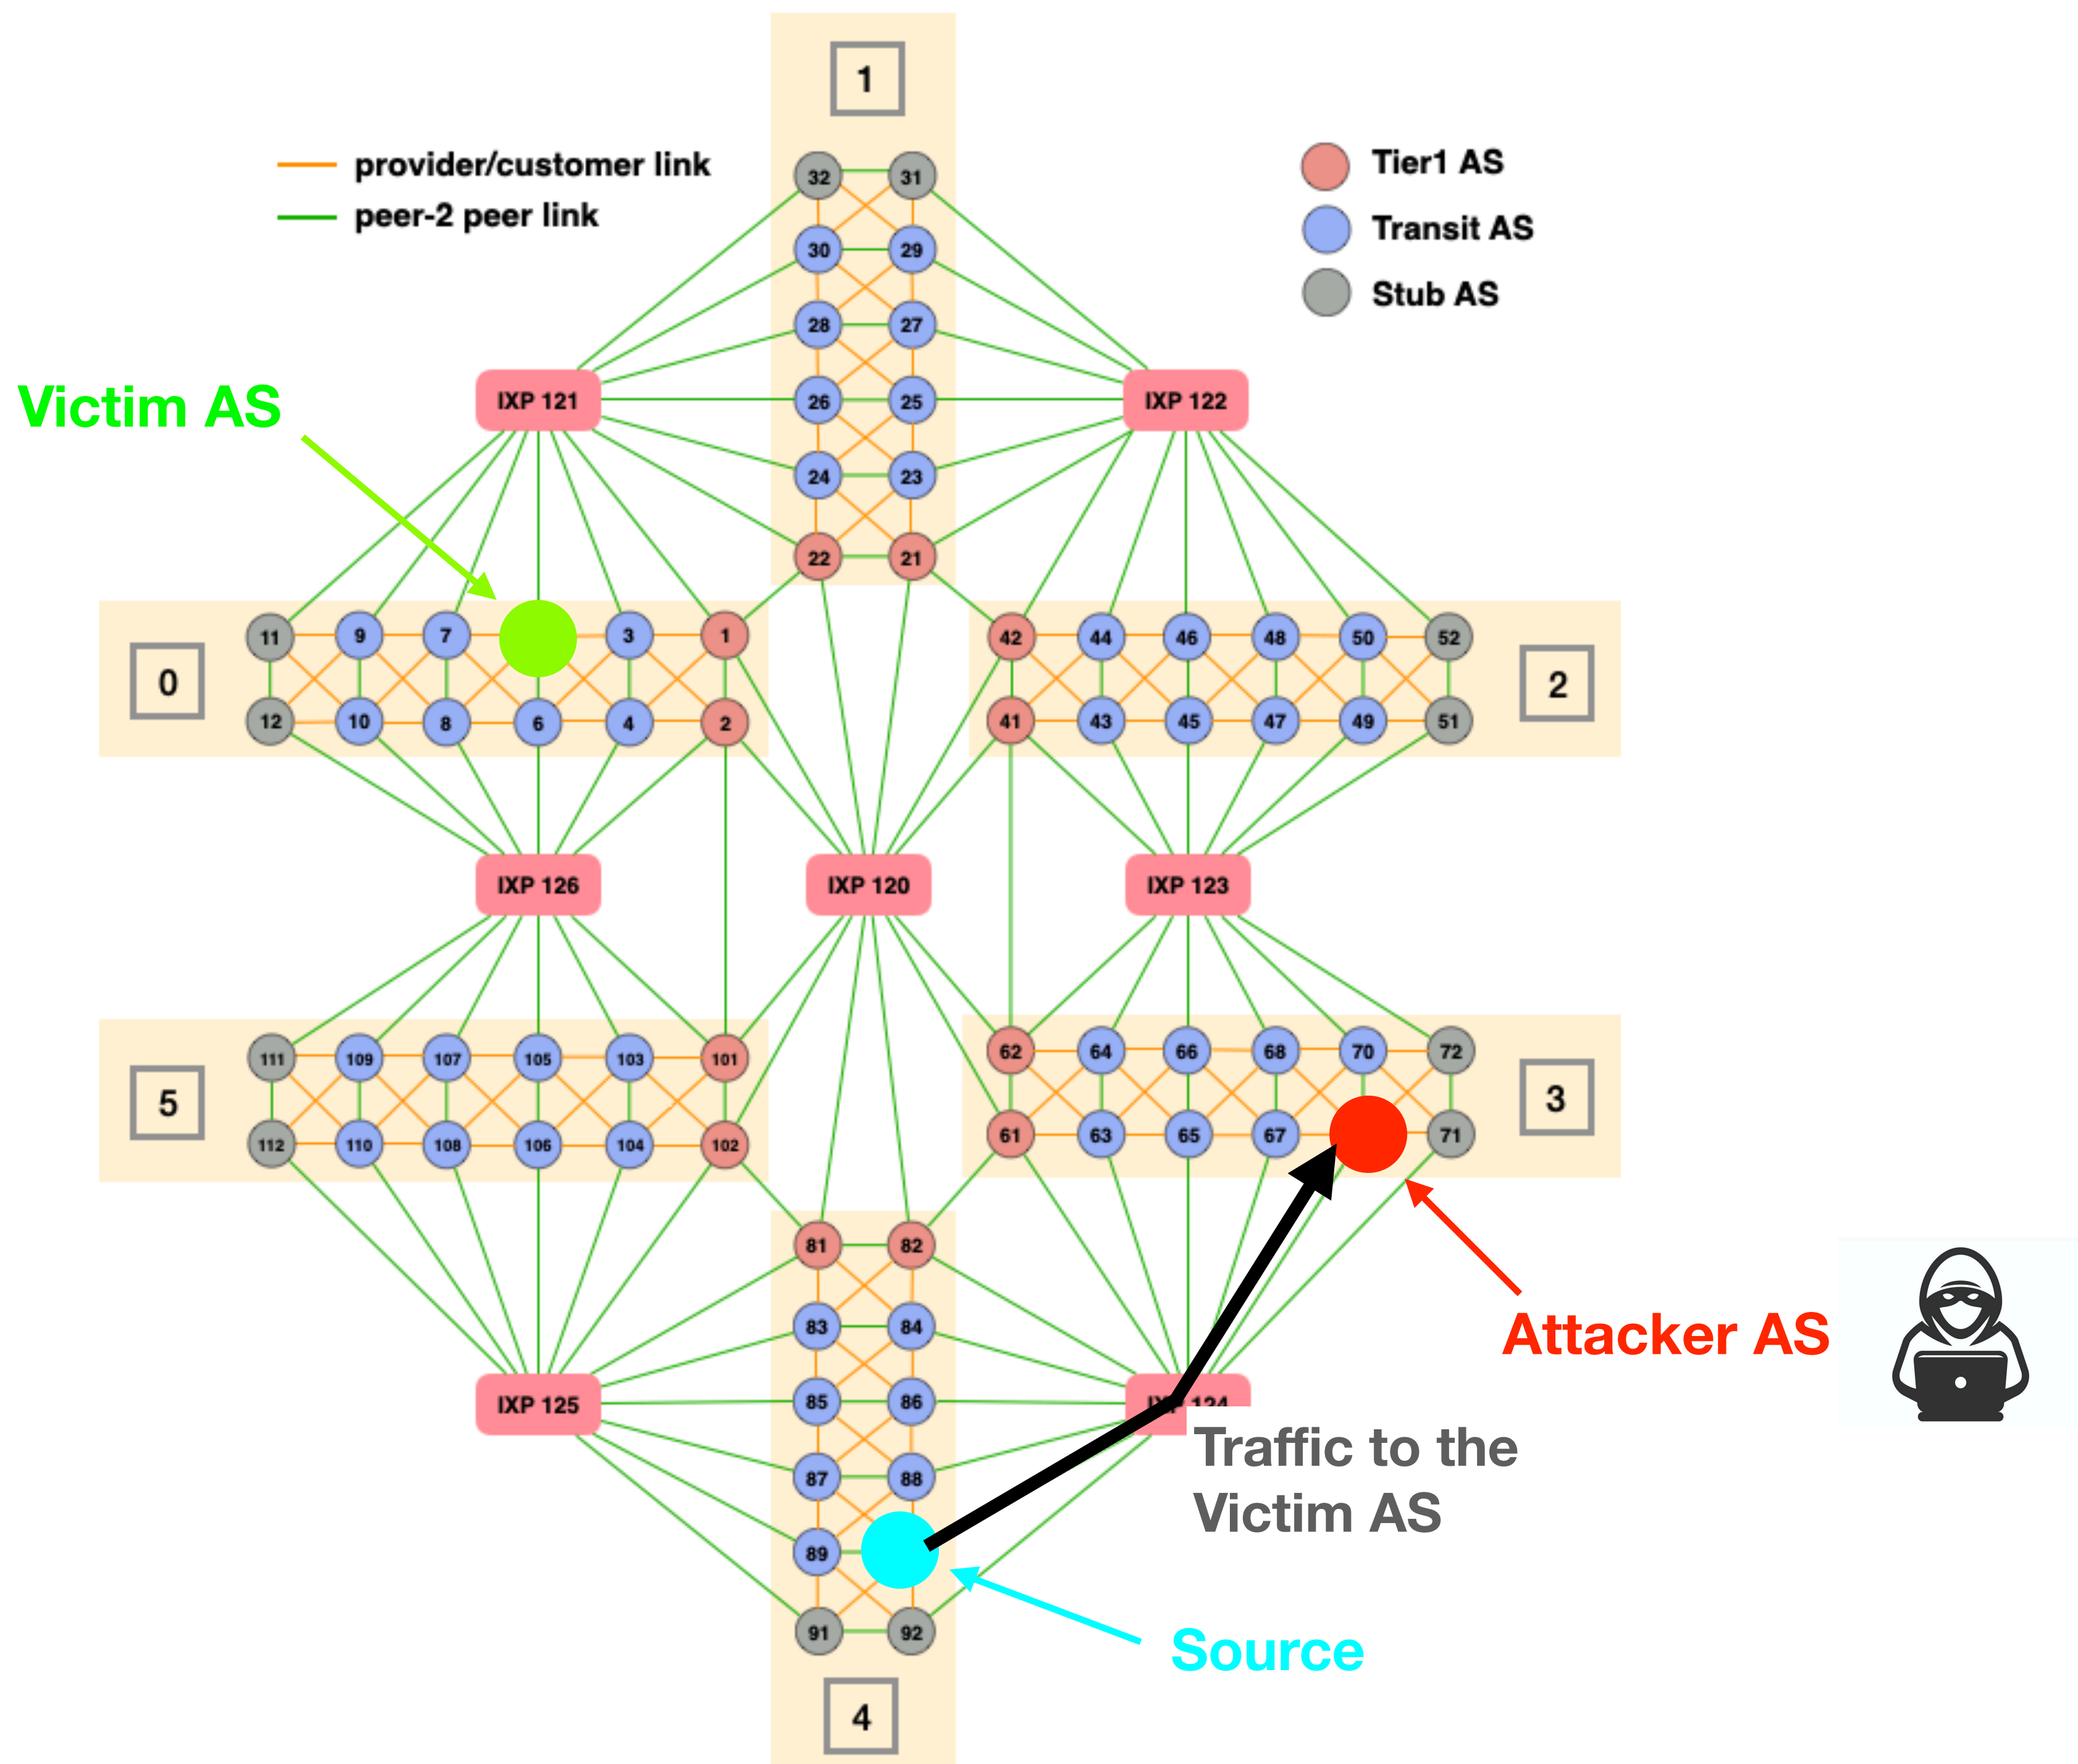 1
provider/customer link
peer-2 peer link
Tier1 AS
Transit AS
Stub AS
32 31
30 29
28 27
Victim AS
IXP 121
26 25
IXP 122
24 23
22 21
0
11 9 7 3 1
12 10 8 6 4 2
42 44 46 48 50 52
41 43 45 47 49 51
2
IXP 126
IXP 120
IXP 123
5
111 109 107 105 103 101
112 110 108 106 104 102
62 64 66 68 70 72
61 63 65 67 71
3
81 82
83 84
Attacker AS
IXP 125
85 86
IXP 124
Traffic to the
Victim AS
87 88
89
91 92
Source
4